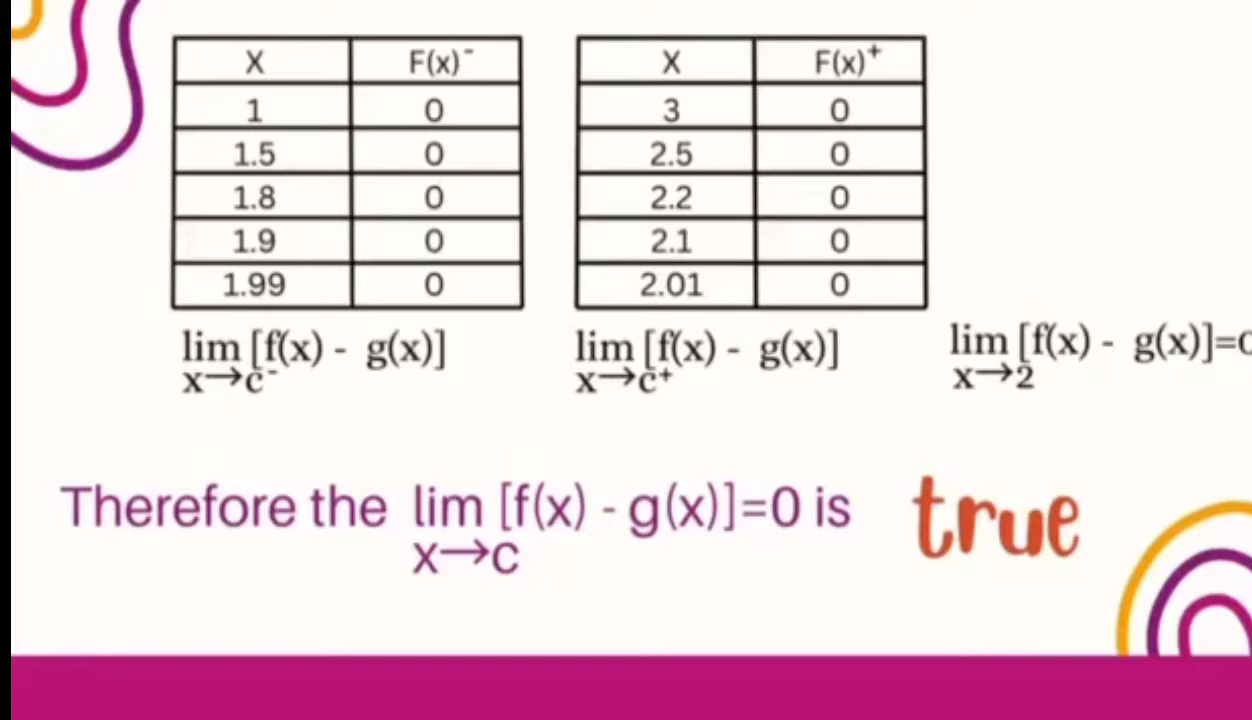 X F(x)⁻
1 0
1.5 0
1.8 0
1.9 0
1.99 0
X F(x)⁺
3 0
2.5 0
2.2 0
2.1 0
2.01 0
lim [f(x) - g(x)]
x→c⁻
lim [f(x) - g(x)]
x→c⁺
lim [f(x) - g(x)]=
x→2
Therefore the lim [f(x) - g(x)]=0 is true
x→c